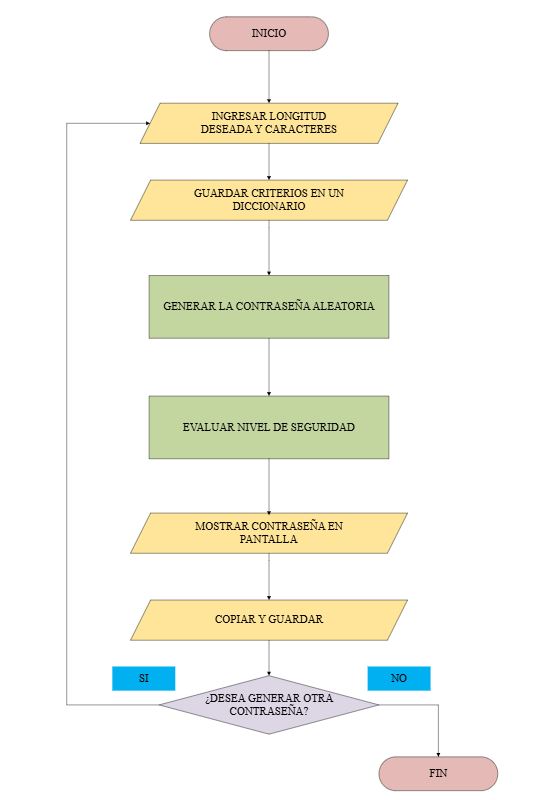 INICIO
INGRESAR LONGITUD
DESEADA Y CARACTERES
GUARDAR CRITERIOS EN UN
DICCIONARIO
GENERAR LA CONTRASEÑA ALEATORIA
EVALUAR NIVEL DE SEGURIDAD
MOSTRAR CONTRASEÑA EN
PANTALLA
COPIAR Y GUARDAR
SI
NO
¿DESEA GENERAR OTRA
CONTRASEÑA?
FIN